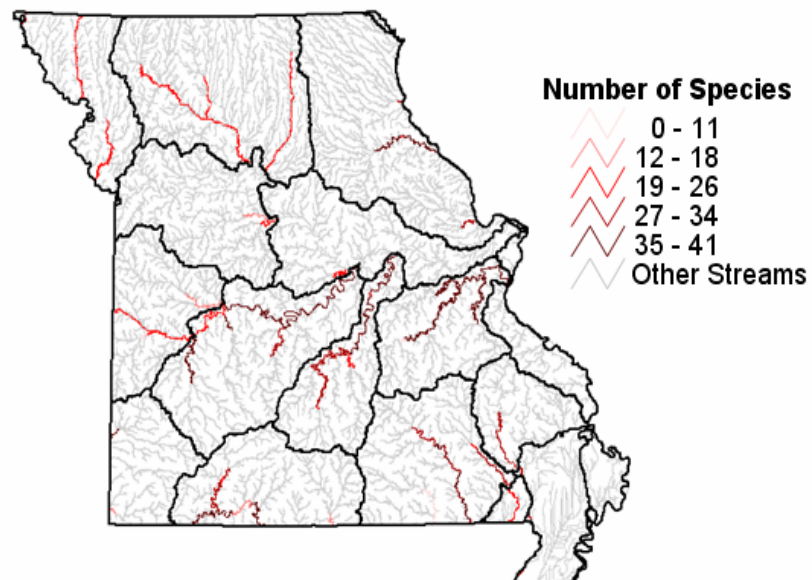 Number of Species
0 - 11
12 - 18
19 - 26
27 - 34
35 - 41
Other Streams